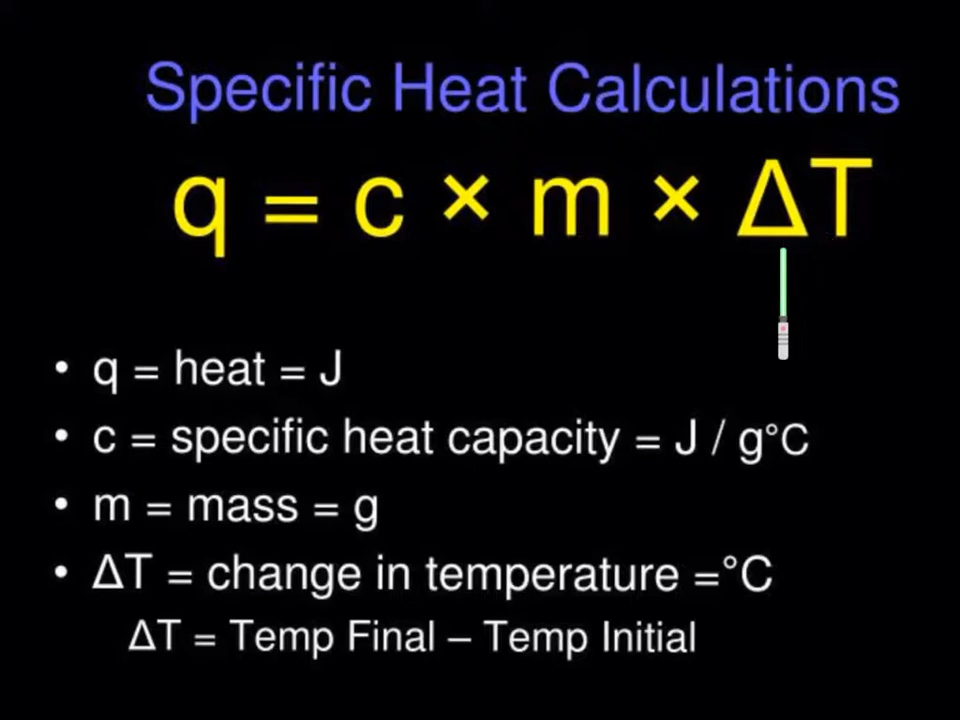 Specific Heat Calculations
q = c × m × ΔT
• q = heat = J
• c = specific heat capacity = J / g°C
• m = mass = g
• ΔT = change in temperature =°C
ΔT = Temp Final – Temp Initial